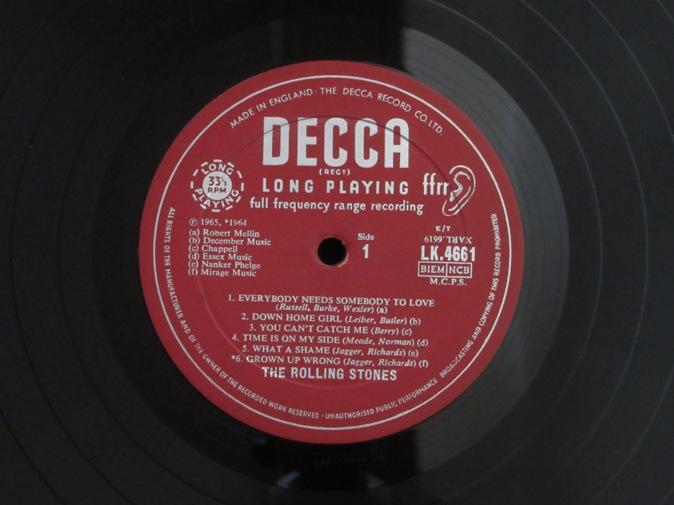 MADE IN ENGLAND · THE DECCA RECORD CO. LTD.
DECCA
(REGD)
LONG PLAYING
ffrr
full frequency range recording
LONG
33⅓
RPM
PLAYING
℗ 1965, *1964
(a) Robert Mellin
(b) December Music
(c) Chappell
(d) Essex Music
(e) Nanker Phelge
(f) Mirage Music
Side
1
K/T
XARL.6619
LK.4661
BIEM NCB
M.C.P.S.
1. EVERYBODY NEEDS SOMEBODY TO LOVE
(Russell, Burke, Wexler) (a)
2. DOWN HOME GIRL (Leiber, Butler) (b)
3. YOU CAN'T CATCH ME (Berry) (c)
4. TIME IS ON MY SIDE (Meade, Norman) (d)
5. WHAT A SHAME (Jagger, Richards) (e)
*6. GROWN UP WRONG (Jagger, Richards) (f)
THE ROLLING STONES
ALL RIGHTS OF THE MANUFACTURER AND OF THE OWNER OF THE RECORDED WORK RESERVED · UNAUTHORISED PUBLIC PERFORMANCE BROADCASTING AND COPYING OF THIS RECORD PROHIBITED